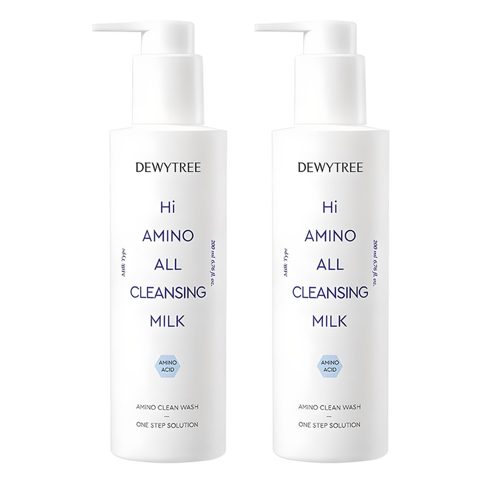 DEWYTREE
Hi
AMINO
ALL
CLEANSING
MILK
Milk Type
200 ml 6.76 fl. oz.
AMINO
ACID
AMINO CLEAN WASH
ONE STEP SOLUTION
DEWYTREE
Hi
AMINO
ALL
CLEANSING
MILK
Milk Type
200 ml 6.76 fl. oz.
AMINO
ACID
AMINO CLEAN WASH
ONE STEP SOLUTION